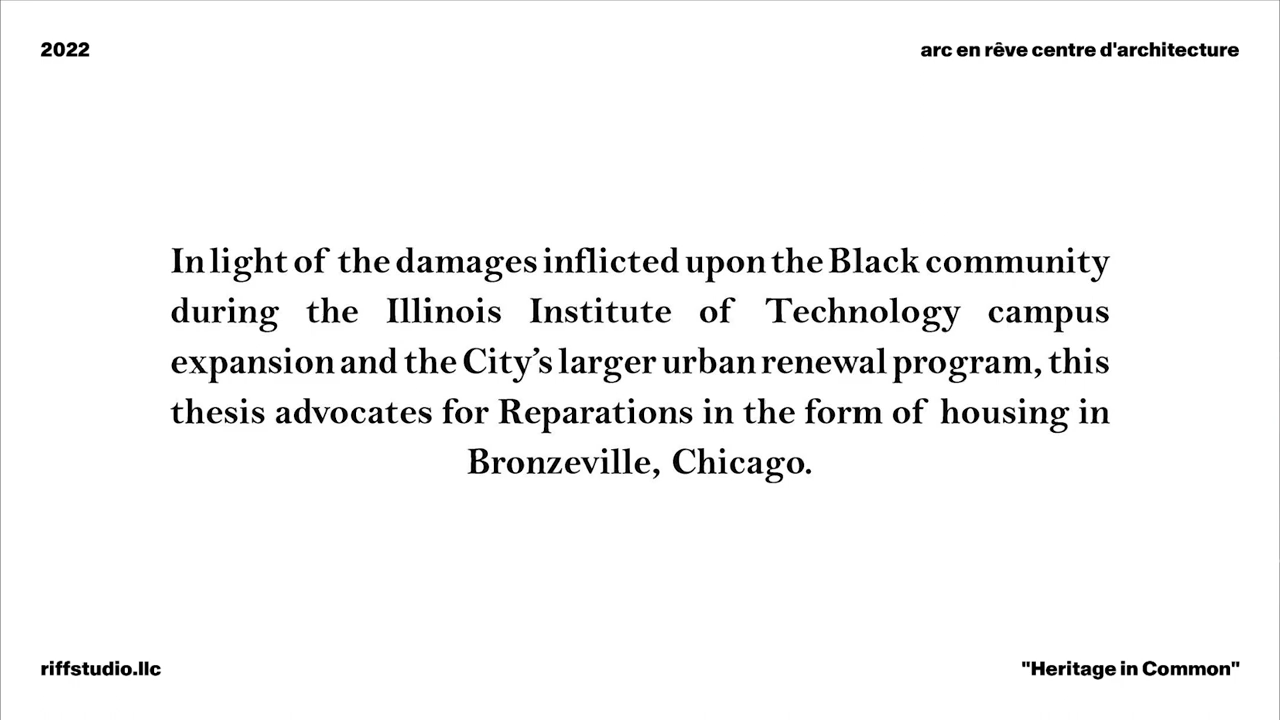 2022
arc en rêve centre d'architecture
In light of the damages inflicted upon the Black community
during the Illinois Institute of Technology campus
expansion and the City’s larger urban renewal program, this
thesis advocates for Reparations in the form of housing in
Bronzeville, Chicago.
riffstudio.llc
"Heritage in Common"